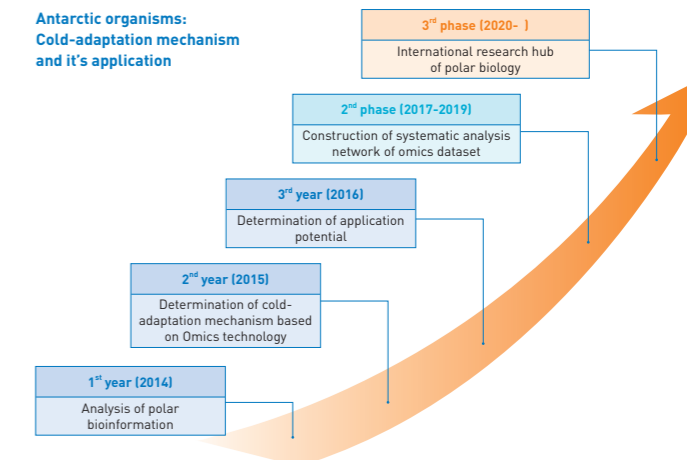 Antarctic organisms:
Cold-adaptation mechanism
and it's application
3rd phase (2020- )
International research hub
of polar biology
2nd phase (2017-2019)
Construction of systematic analysis
network of omics dataset
3rd year (2016)
Determination of application
potential
2nd year (2015)
Determination of cold-
adaptation mechanism based
on Omics technology
1st year (2014)
Analysis of polar
bioinformation